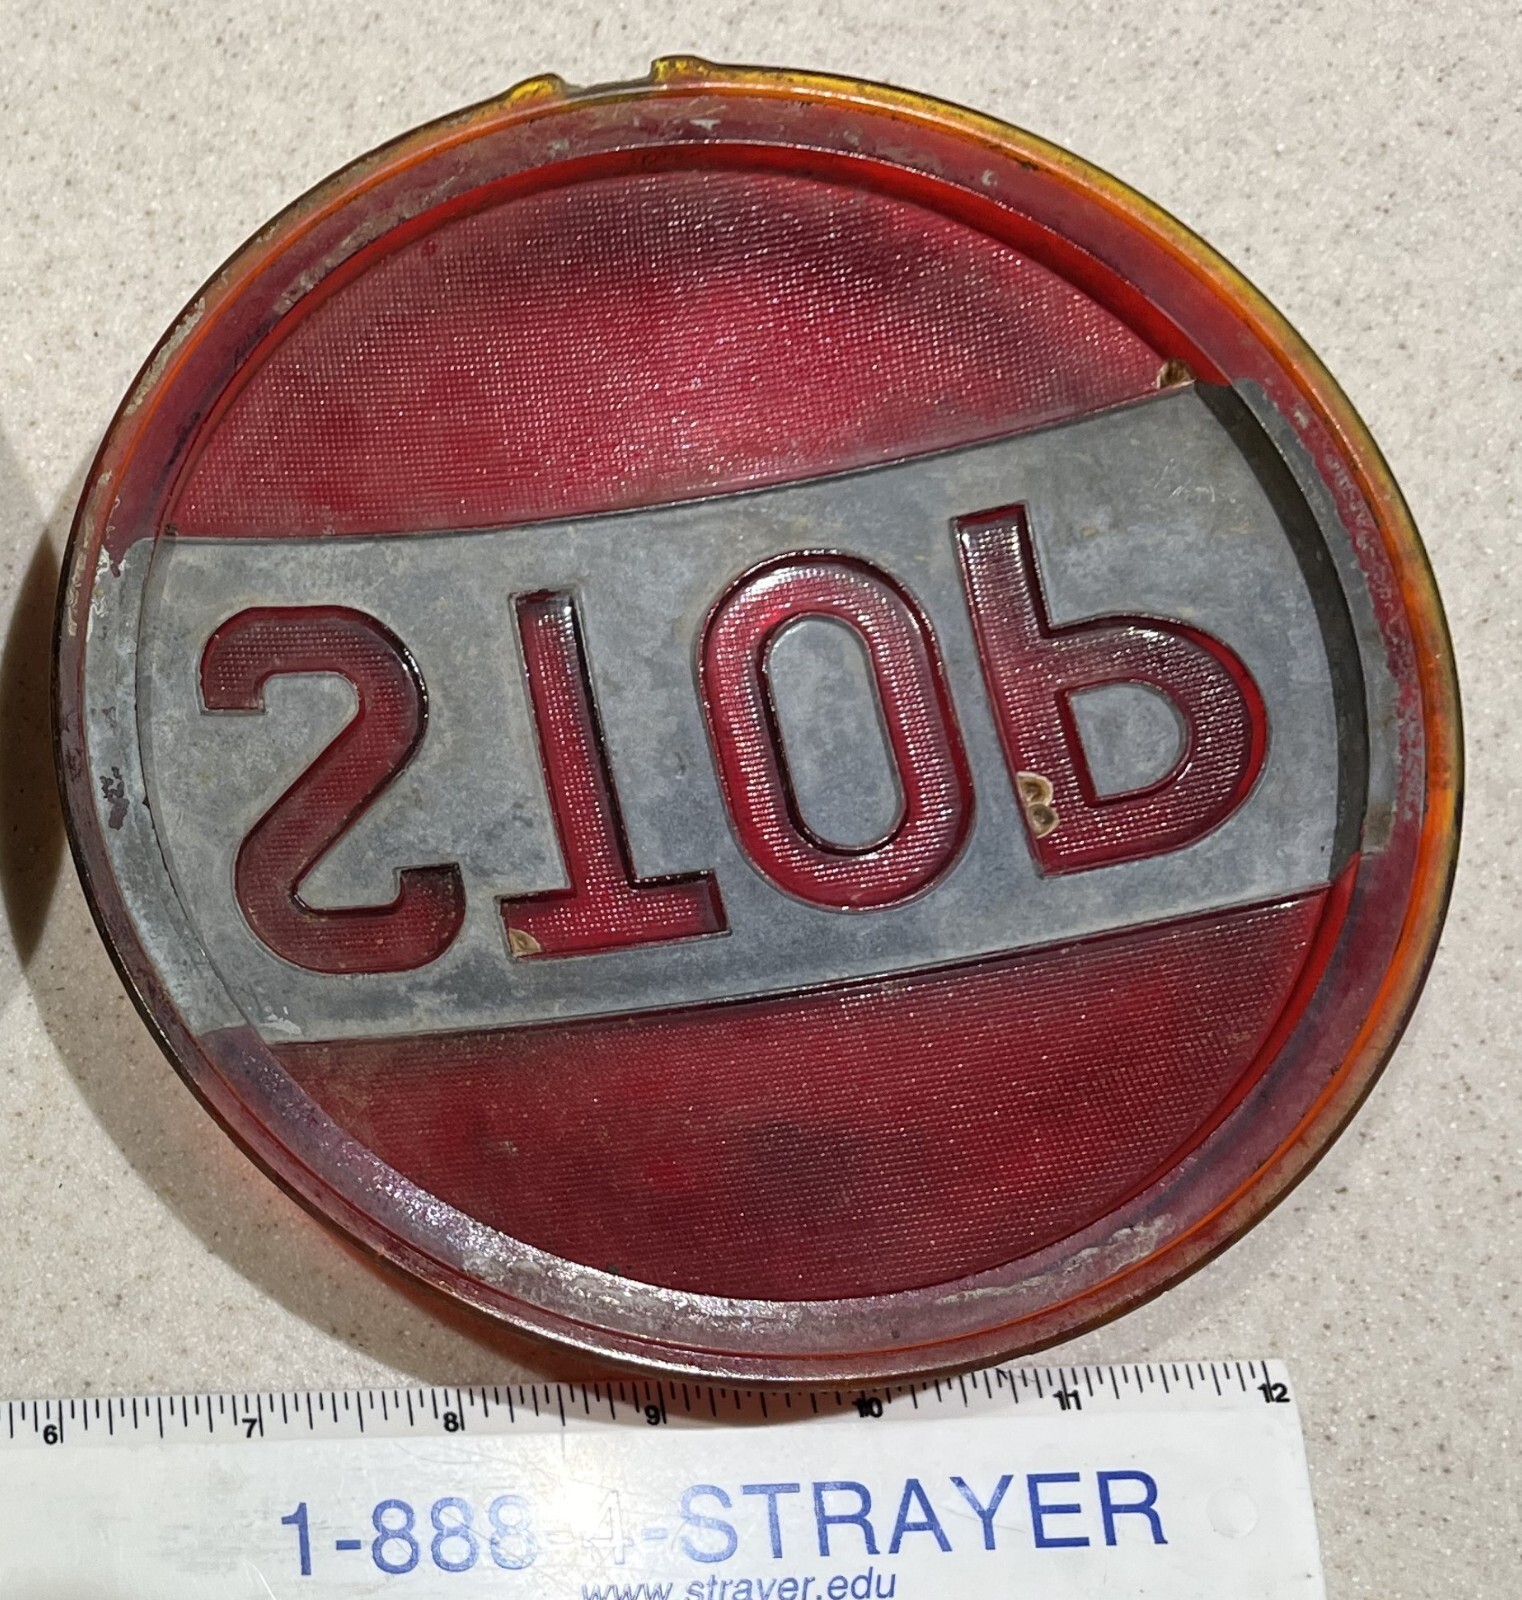 STOP
6 7 8 9 10 11 12
1-888-4-STRAYER
www.strayer.edu